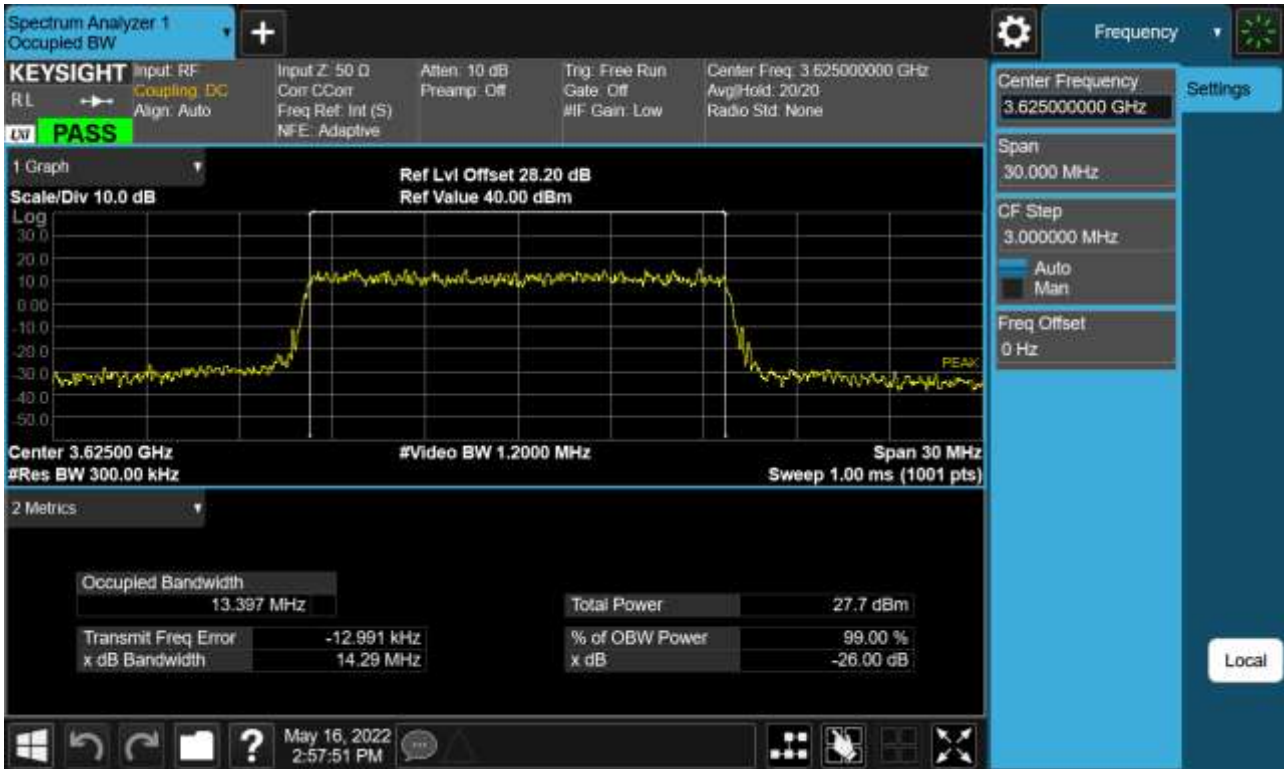 Spectrum Analyzer 1
Occupied BW
+
Frequency
KEYSIGHT
RL
LXI
PASS
Input: RF
Coupling: DC
Align: Auto
Input Z: 50 Ω
Corr CCorr
Freq Ref: Int (S)
NFE: Adaptive
Atten: 10 dB
Preamp: Off
Trig: Free Run
Gate: Off
#IF Gain: Low
Center Freq: 3.625000000 GHz
Avg|Hold: 20/20
Radio Std: None
Center Frequency
3.625000000 GHz
Settings
Span
30.000 MHz
CF Step
3.000000 MHz
Auto
Man
Freq Offset
0 Hz
1 Graph
Scale/Div 10.0 dB
Ref Lvl Offset 28.20 dB
Ref Value 40.00 dBm
Log
30.0
20.0
10.0
0.00
-10.0
-20.0
-30.0
-40.0
-50.0
PEAK
Center 3.62500 GHz
#Video BW 1.2000 MHz
Span 30 MHz
#Res BW 300.00 kHz
Sweep 1.00 ms (1001 pts)
2 Metrics
Occupied Bandwidth
13.397 MHz
Total Power 27.7 dBm
Transmit Freq Error -12.991 kHz
% of OBW Power 99.00 %
x dB Bandwidth 14.29 MHz
x dB -26.00 dB
Local
?
May 16, 2022
2:57:51 PM